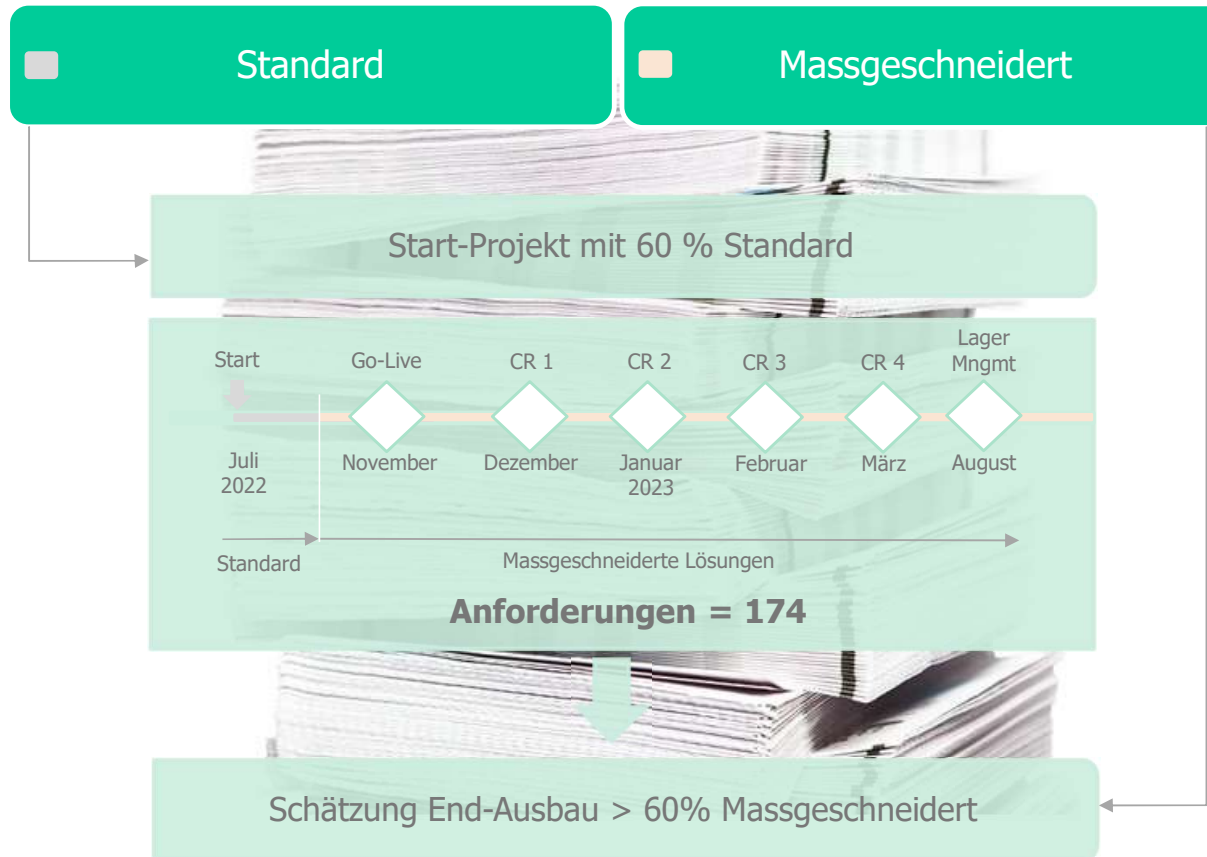 Standard
Massgeschneidert
Start-Projekt mit 60 % Standard
Start
Go-Live
CR 1
CR 2
CR 3
CR 4
Lager
Mngmt
Juli
2022
November
Dezember
Januar
2023
Februar
März
August
Standard
Massgeschneiderte Lösungen
Anforderungen = 174
Schätzung End-Ausbau > 60% Massgeschneidert